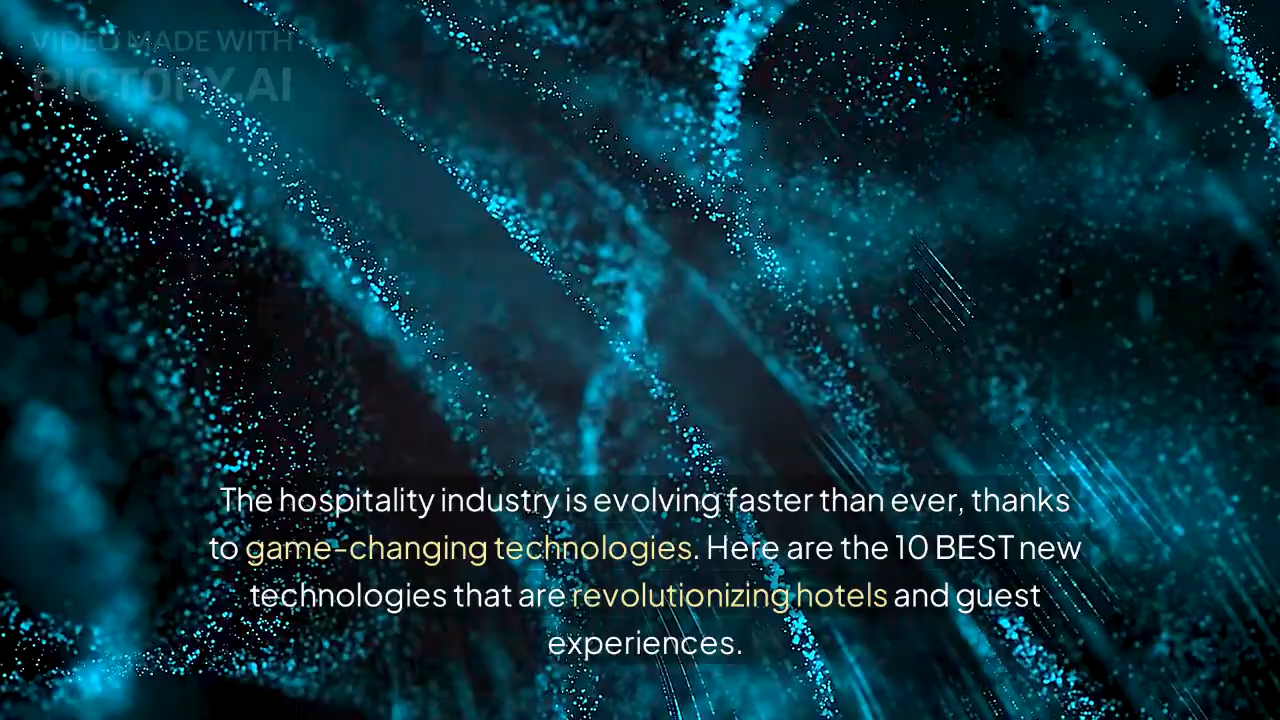 VIDEO MADE WITH
PICTORY.AI
The hospitality industry is evolving faster than ever, thanks
to game-changing technologies. Here are the 10 BEST new
technologies that are revolutionizing hotels and guest
experiences.